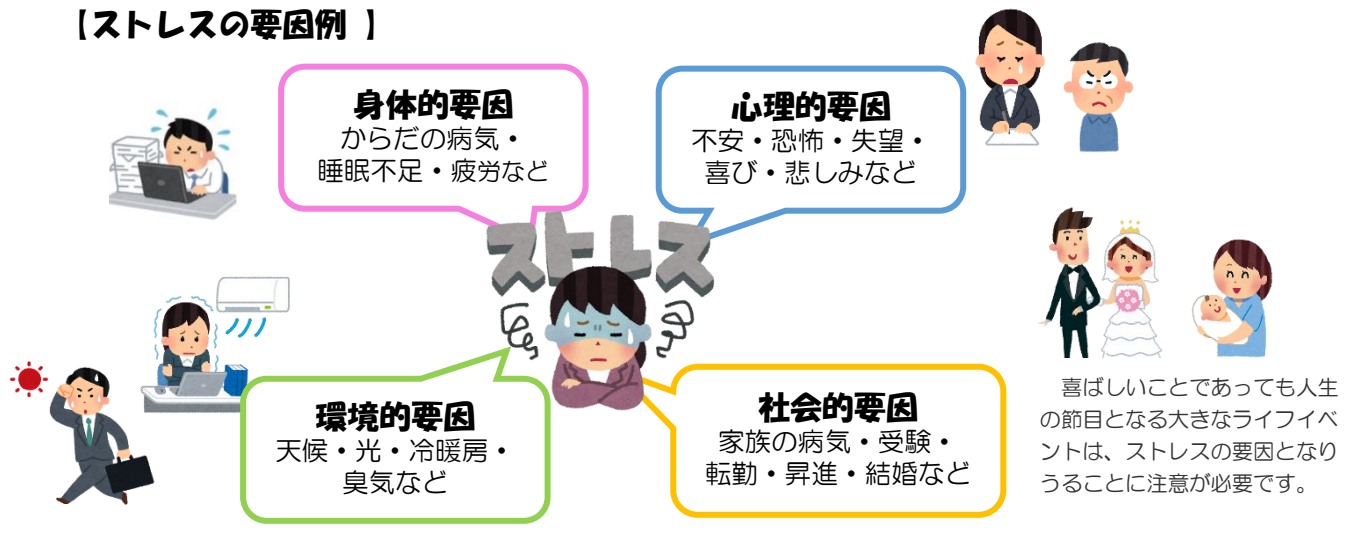 【ストレスの要因例 】
身体的要因
からだの病気・
睡眠不足・疲労など
心理的要因
不安・恐怖・失望・
喜び・悲しみなど
ストレス
環境的要因
天候・光・冷暖房・
臭気など
社会的要因
家族の病気・受験・
転勤・昇進・結婚など
喜ばしいことであっても人生
の節目となる大きなライフイベ
ントは、ストレスの要因となり
うることに注意が必要です。